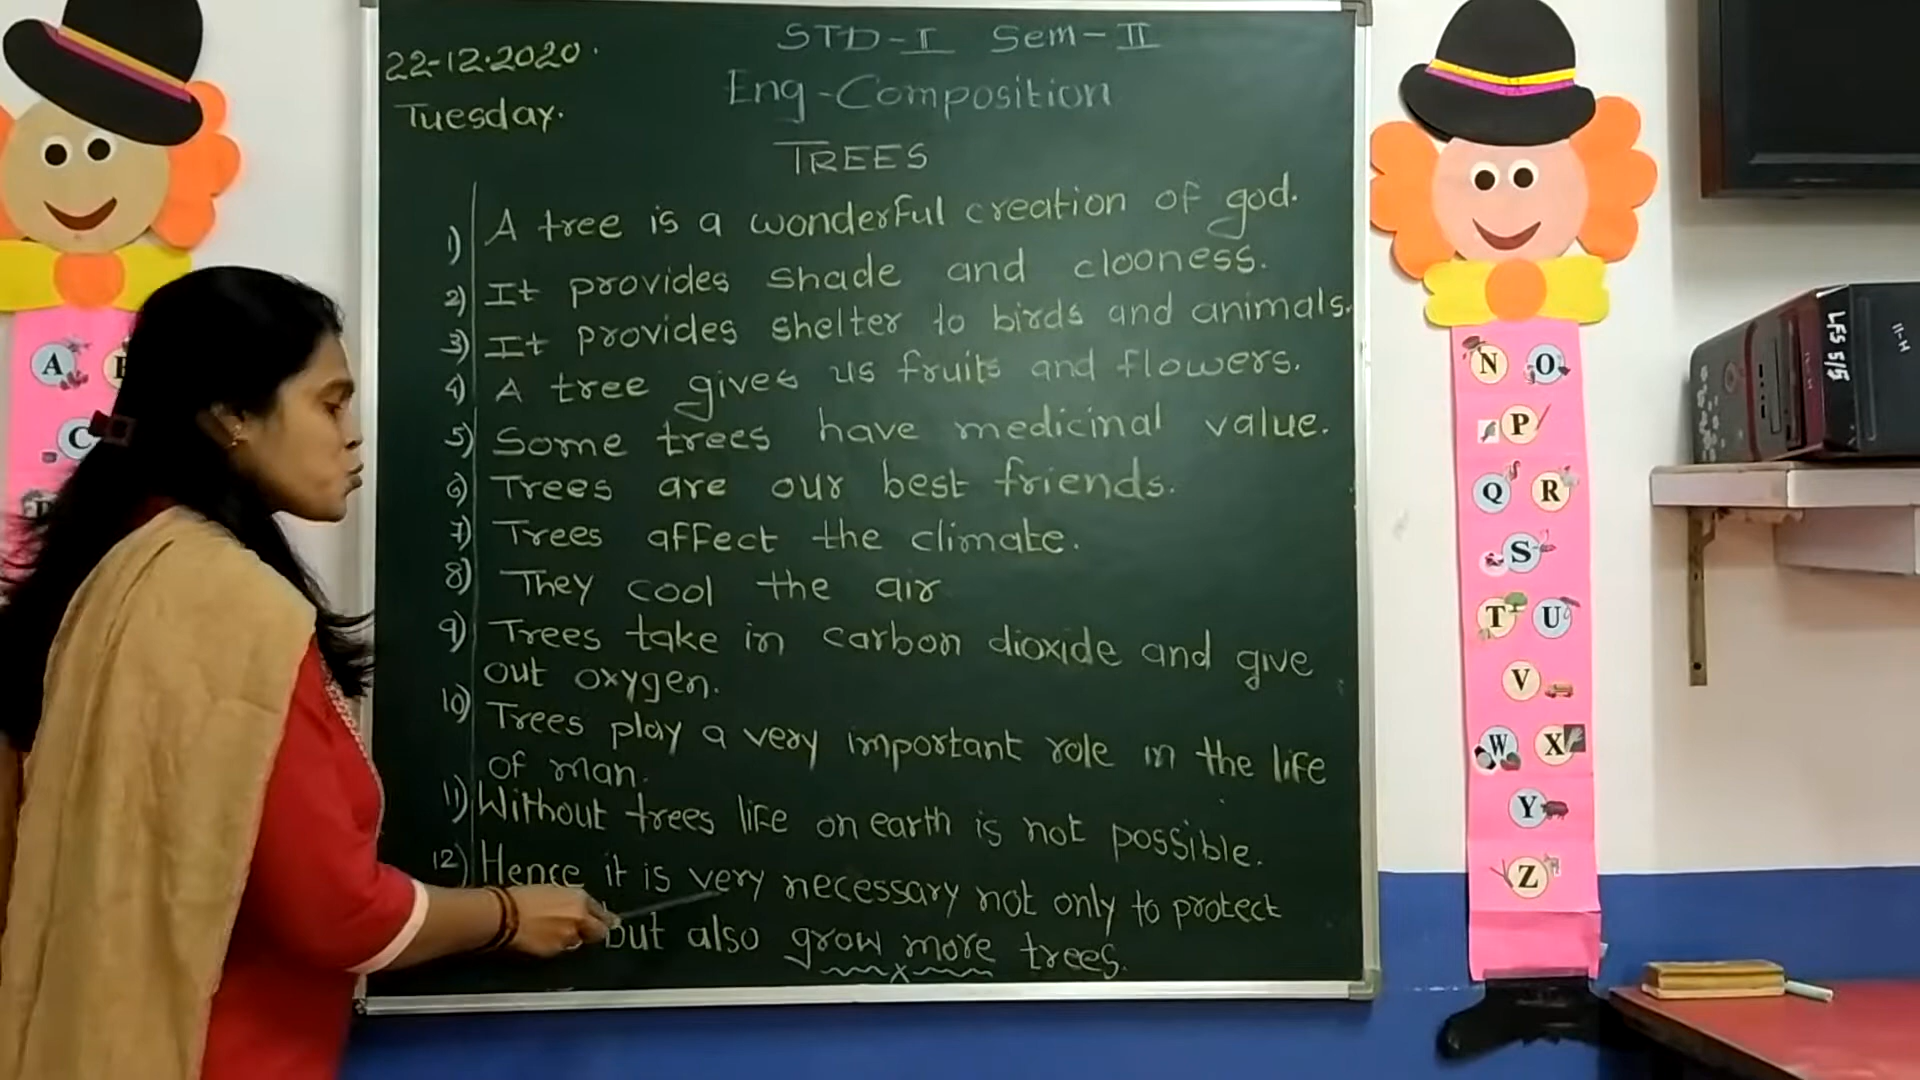 22-12.2020.
Tuesday.
STD-I Sem-II
Eng-Composition
TREES
1) A tree is a wonderful creation of god.
2) It provides shade and clooness.
3) It provides shelter to birds and animals.
4) A tree gives us fruits and flowers.
5) Some trees have medicinal value.
6) Trees are our best friends.
7) Trees affect the climate.
8) They cool the air
9) Trees take in carbon dioxide and give
out oxygen.
10) Trees play a very important role in the life
of man.
11) Without trees life on earth is not possible.
12) Hence it is very necessary not only to protect
but also grow more trees.
x
A
C
N O
P
Q R
S
T U
V
W X
Y
Z
LFS 5/5
11-H